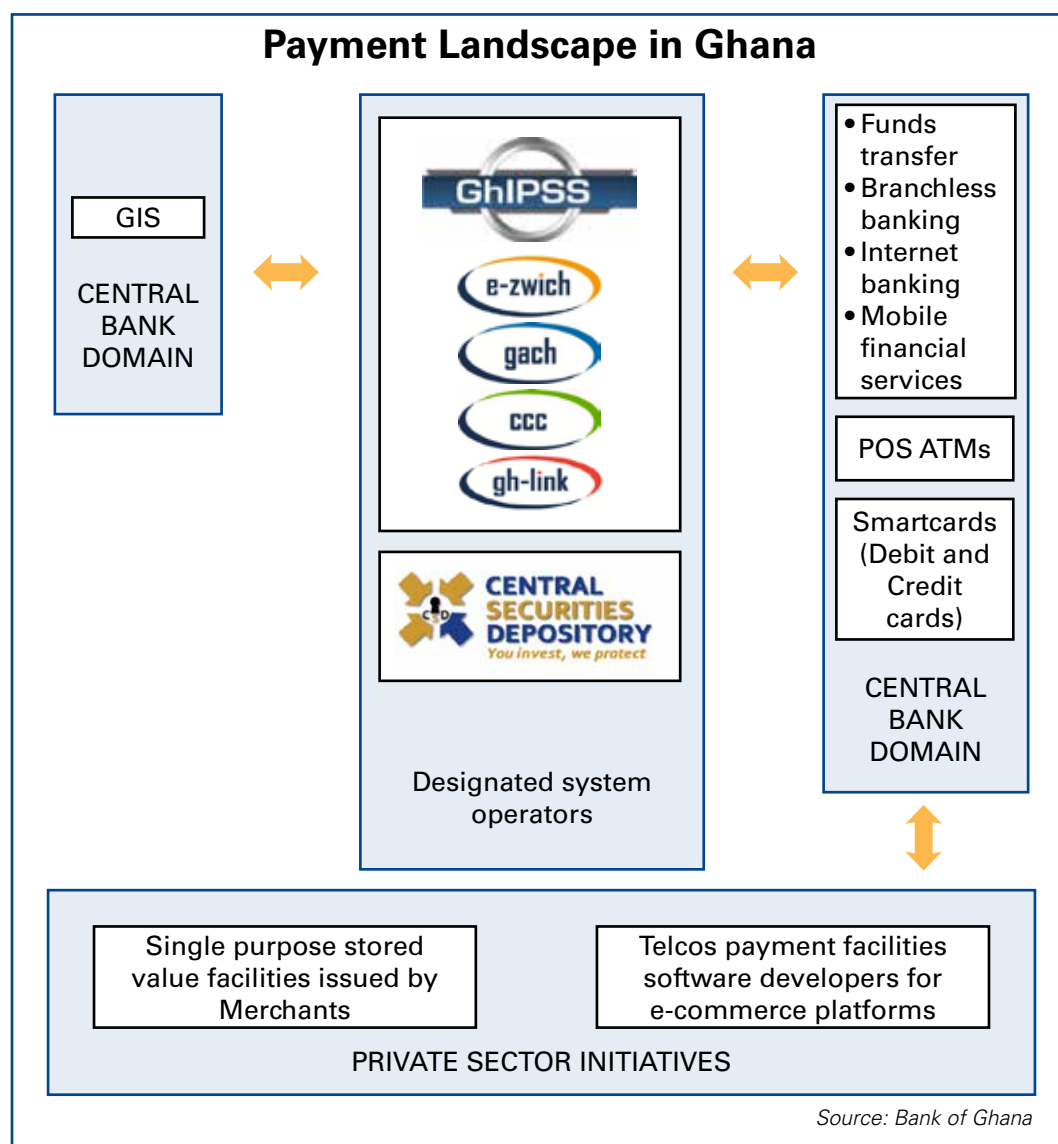 Payment Landscape in Ghana
GIS
CENTRAL
BANK
DOMAIN
GhIPSS
e-zwich
gach
ccc
gh-link
CSD
CENTRAL
SECURITIES
DEPOSITORY
You invest, we protect
Designated system
operators
• Funds
transfer
• Branchless
banking
• Internet
banking
• Mobile
financial
services
POS ATMs
Smartcards
(Debit and
Credit
cards)
CENTRAL
BANK
DOMAIN
Single purpose stored
value facilities issued by
Merchants
Telcos payment facilities
software developers for
e-commerce platforms
PRIVATE SECTOR INITIATIVES
Source: Bank of Ghana